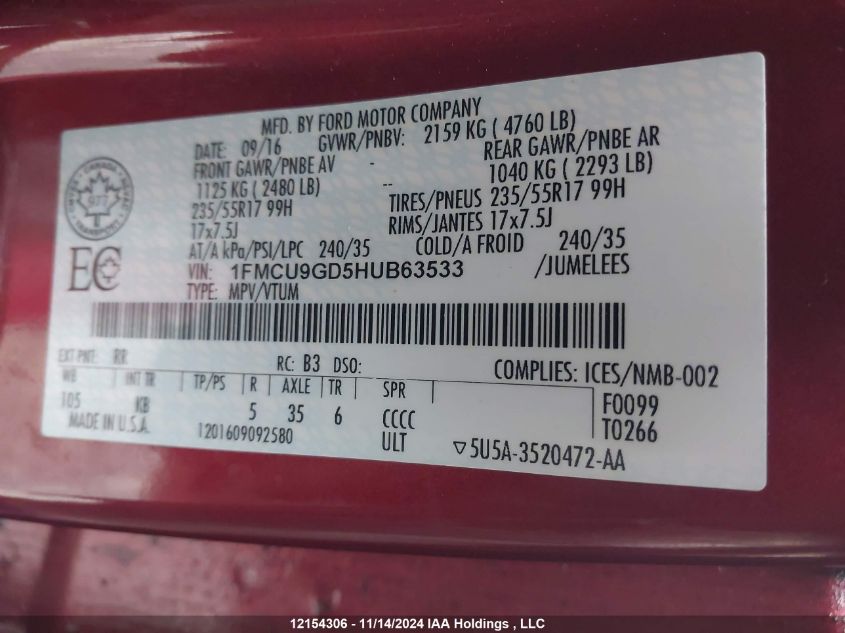 MFD. BY FORD MOTOR COMPANY
DATE: 09/16 GVWR/PNBV: 2159 KG ( 4760 LB)
FRONT GAWR/PNBE AV - REAR GAWR/PNBE AR
1125 KG ( 2480 LB) -- 1040 KG ( 2293 LB)
235/55R17 99H TIRES/PNEUS 235/55R17 99H
17x7.5J RIMS/JANTES 17x7.5J
AT/A kPa/PSI/LPC 240/35 COLD/A FROID 240/35
VIN: 1FMCU9GD5HUB63533 /JUMELEES
TYPE: MPV/VTUM
CANADA
TRANSPORT
977
EC
EXT PNT: RR RC: B3 DSO: COMPLIES: ICES/NMB-002
WB INT TR TP/PS R AXLE TR SPR F0099
105 KB 5 35 6 CCCC T0266
MADE IN U.S.A. 1201609092580 ULT ▽5U5A-3520472-AA
12154306 - 11/14/2024 IAA Holdings , LLC